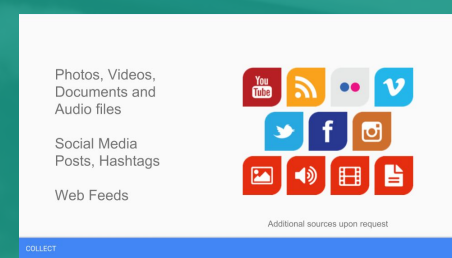 Photos, Videos,
Documents and
Audio files
Social Media
Posts, Hashtags
Web Feeds
You
Tube
Additional sources upon request
COLLECT